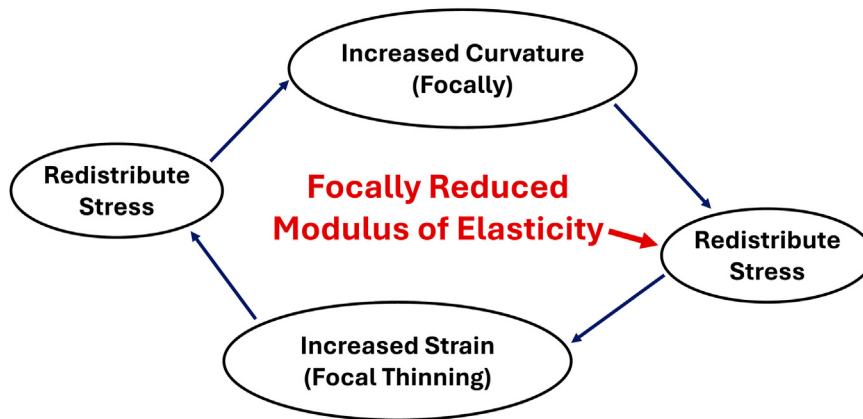 Increased Curvature
(Focally)
Redistribute
Stress
Focally Reduced
Modulus of Elasticity
Redistribute
Stress
Increased Strain
(Focal Thinning)